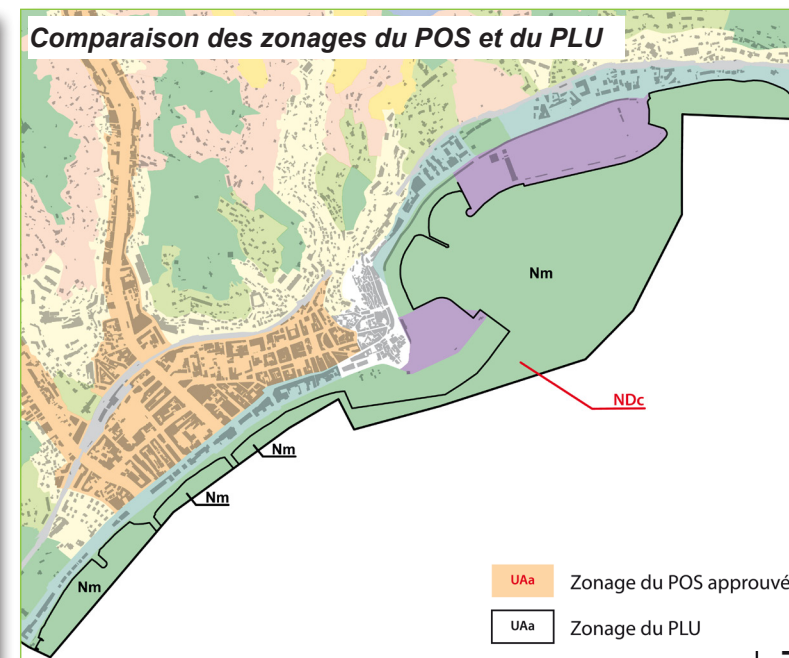 Comparaison des zonages du POS et du PLU
Nm
NDc
Nm
Nm
Nm
UAa Zonage du POS approuvé
UAa Zonage du PLU